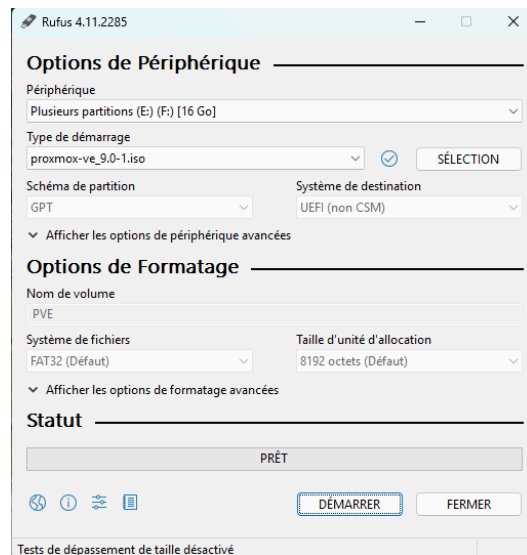 Rufus 4.11.2285
Options de Périphérique
Périphérique
Plusieurs partitions (E:) (F:) [16 Go]
Type de démarrage
proxmox-ve_9.0-1.iso
SÉLECTION
Schéma de partition Système de destination
GPT UEFI (non CSM)
Afficher les options de périphérique avancées
Options de Formatage
Nom de volume
PVE
Système de fichiers Taille d'unité d'allocation
FAT32 (Défaut) 8192 octets (Défaut)
Afficher les options de formatage avancées
Statut
PRÊT
DÉMARRER FERMER
Tests de dépassement de taille désactivé